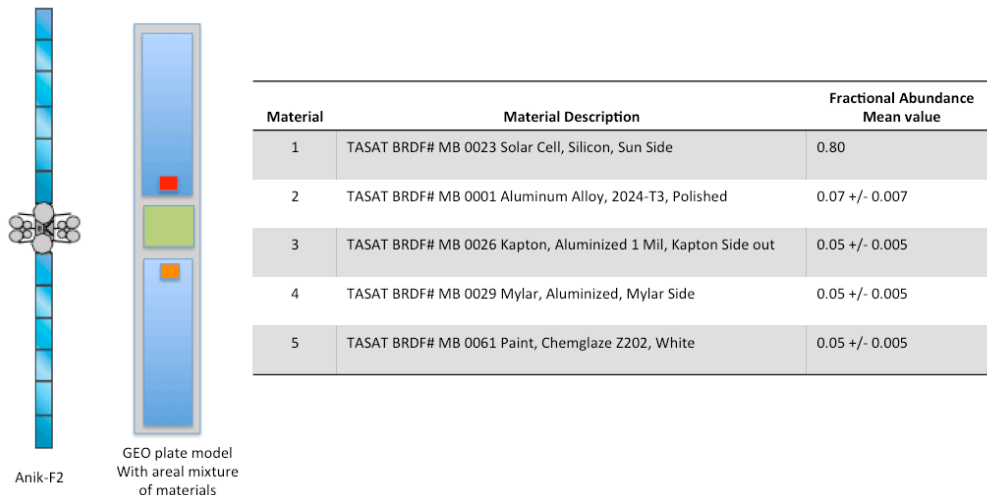 Anik-F2
GEO plate model
With areal mixture
of materials
Material Material Description Fractional Abundance
Mean value
1 TASAT BRDF# MB 0023 Solar Cell, Silicon, Sun Side 0.80
2 TASAT BRDF# MB 0001 Aluminum Alloy, 2024-T3, Polished 0.07 +/- 0.007
3 TASAT BRDF# MB 0026 Kapton, Aluminized 1 Mil, Kapton Side out 0.05 +/- 0.005
4 TASAT BRDF# MB 0029 Mylar, Aluminized, Mylar Side 0.05 +/- 0.005
5 TASAT BRDF# MB 0061 Paint, Chemglaze Z202, White 0.05 +/- 0.005